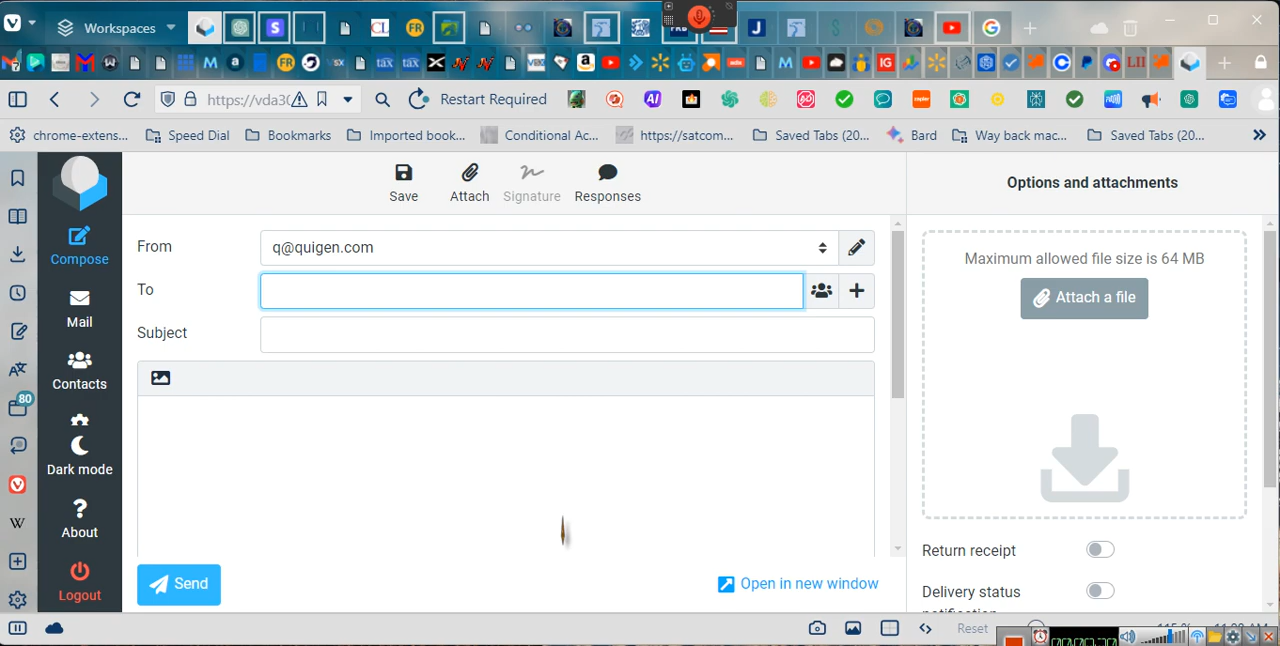 Workspaces
https://vda3
Restart Required
chrome-extens...
Speed Dial
Bookmarks
Imported book...
Conditional Ac...
https://satcom...
Saved Tabs (20...
Bard
Way back mac...
Saved Tabs (20...
Save
Attach
Signature
Responses
Options and attachments
Compose
Mail
Contacts
80
Dark mode
About
Logout
From
q@quigen.com
To
Subject
Maximum allowed file size is 64 MB
Attach a file
Return receipt
Delivery status
Send
Open in new window
Reset